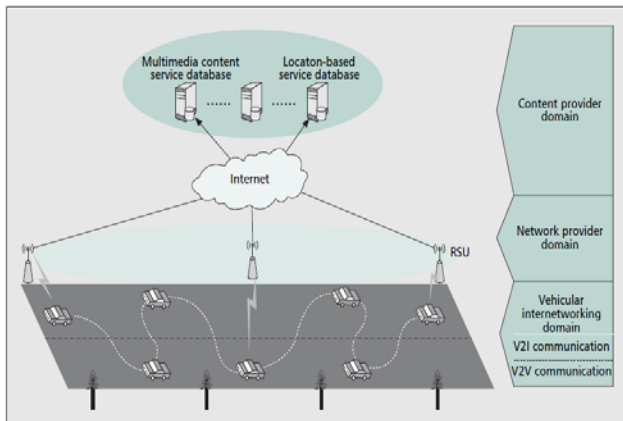 Multimedia content
service database
Locaton-based
service database
Content provider
domain
Internet
Network provider
domain
RSU
Vehicular
internetworking
domain
V2I communication
V2V communication